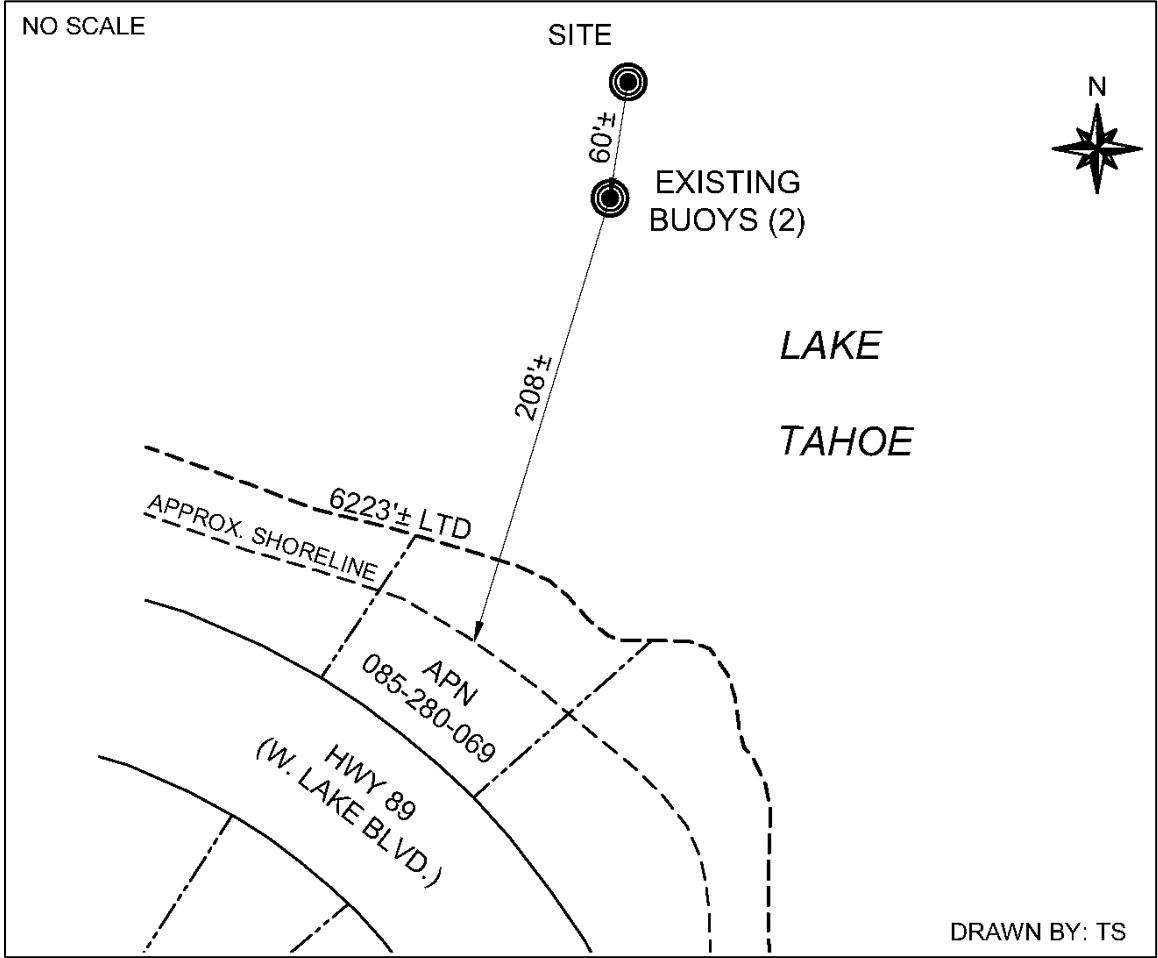 NO SCALE
SITE
N
60'±
EXISTING
BUOYS (2)
LAKE
TAHOE
208'±
6223'± LTD
APPROX. SHORELINE
APN
085-280-069
HWY 89
(W. LAKE BLVD.)
DRAWN BY: TS